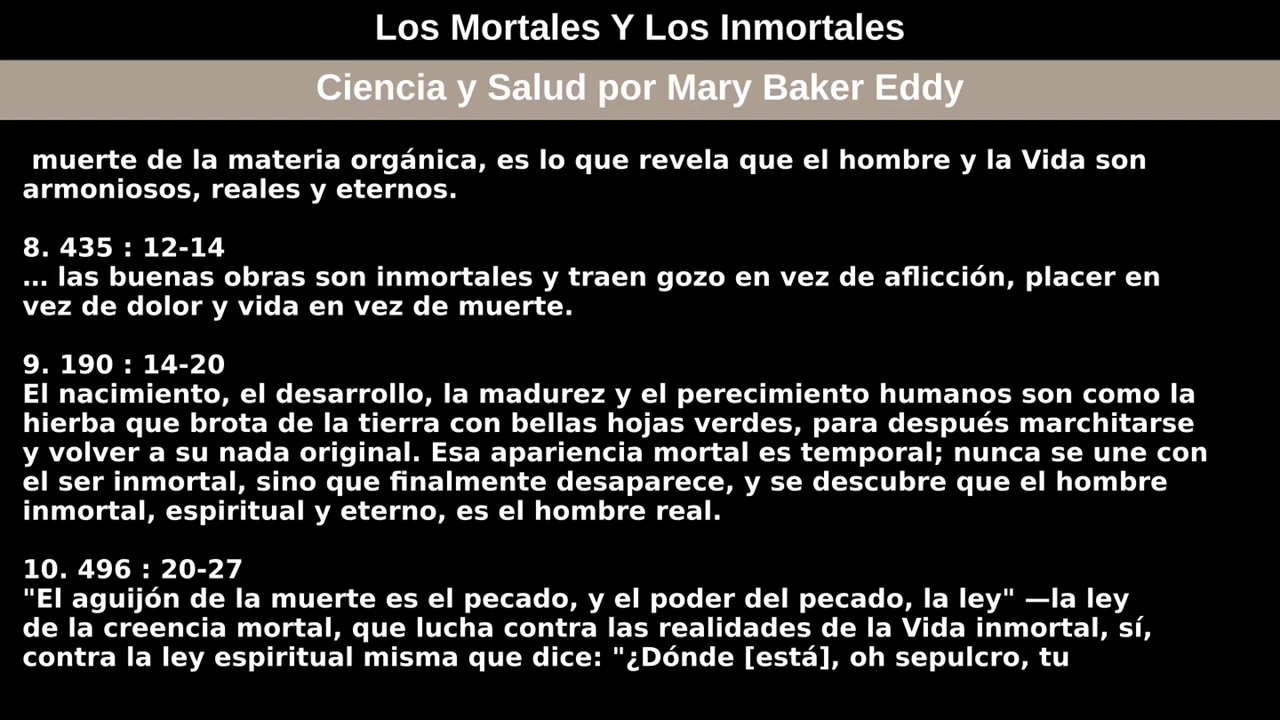 Los Mortales Y Los Inmortales
Ciencia y Salud por Mary Baker Eddy
muerte de la materia orgánica, es lo que revela que el hombre y la Vida son
armoniosos, reales y eternos.
8. 435 : 12-14
… las buenas obras son inmortales y traen gozo en vez de aflicción, placer en
vez de dolor y vida en vez de muerte.
9. 190 : 14-20
El nacimiento, el desarrollo, la madurez y el perecimiento humanos son como la
hierba que brota de la tierra con bellas hojas verdes, para después marchitarse
y volver a su nada original. Esa apariencia mortal es temporal; nunca se une con
el ser inmortal, sino que finalmente desaparece, y se descubre que el hombre
inmortal, espiritual y eterno, es el hombre real.
10. 496 : 20-27
"El aguijón de la muerte es el pecado, y el poder del pecado, la ley" —la ley
de la creencia mortal, que lucha contra las realidades de la Vida inmortal, sí,
contra la ley espiritual misma que dice: "¿Dónde [está], oh sepulcro, tu